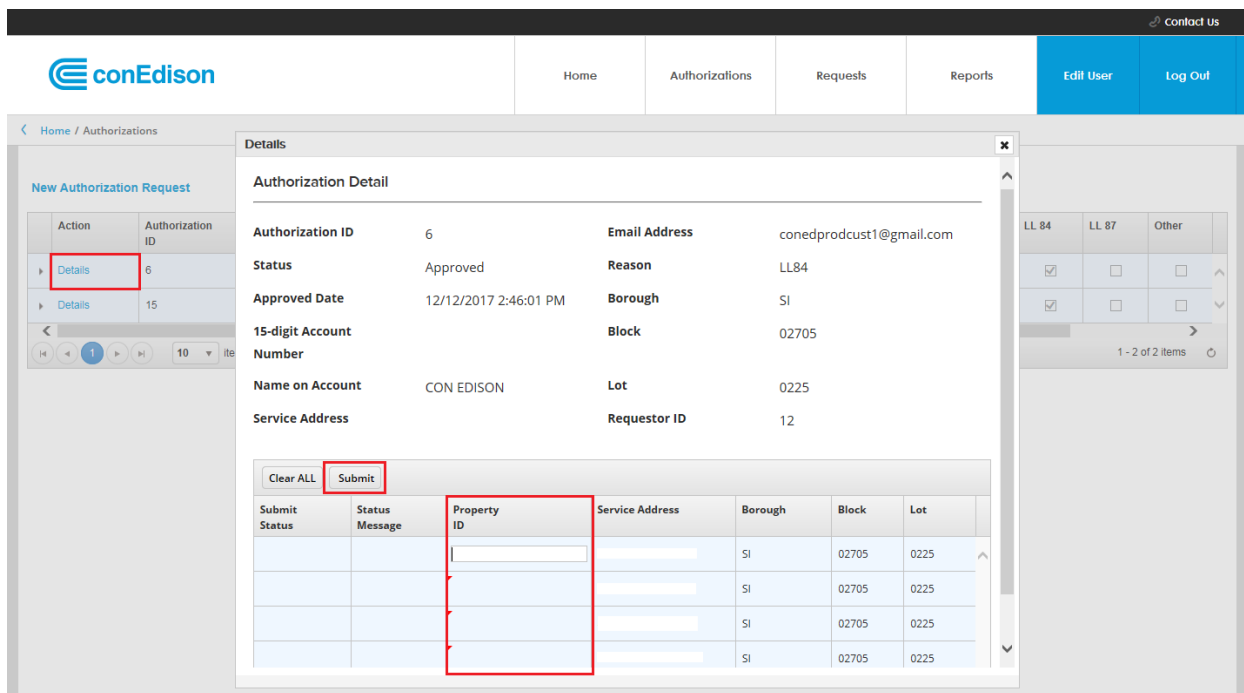 Contact Us
conEdison
Home
Authorizations
Requests
Reports
Edit User
Log Out
Home / Authorizations
Details
New Authorization Request
Authorization Detail
Action
Authorization ID
LL 84
LL 87
Other
Details
6
Details
15
1
10
ite
1 - 2 of 2 items
Authorization ID
6
Email Address
conedprodcust1@gmail.com
Status
Approved
Reason
LL84
Approved Date
12/12/2017 2:46:01 PM
Borough
SI
15-digit Account
Number
Block
02705
Name on Account
CON EDISON
Lot
0225
Service Address
Requestor ID
12
Clear ALL
Submit
Submit
Status
Status
Message
Property
ID
Service Address
Borough
Block
Lot
SI
02705
0225
SI
02705
0225
SI
02705
0225
SI
02705
0225